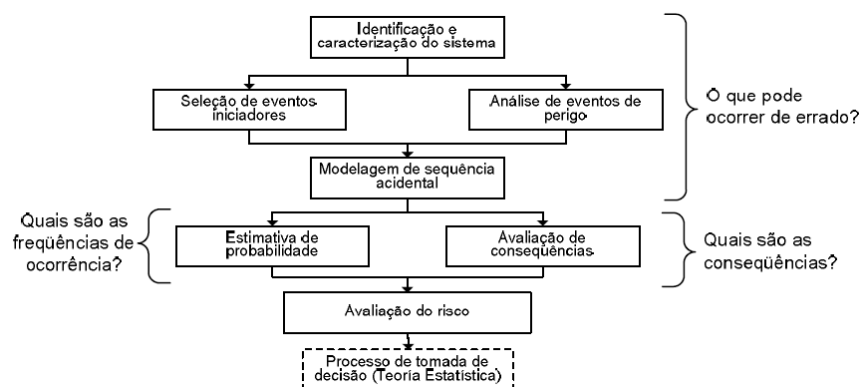 Identificação e
caracterização do sistema
Seleção de eventos
iniciadores
Análise de eventos de
perigo
O que pode
ocorrer de errado?
Modelagem de sequência
acidental
Quais são as
freqüências de
ocorrência?
Estimativa de
probabilidade
Avaliação de
conseqüências
Quais são as
conseqüências?
Avaliação do risco
Processo de tomada de
decisão (Teoria Estatística)